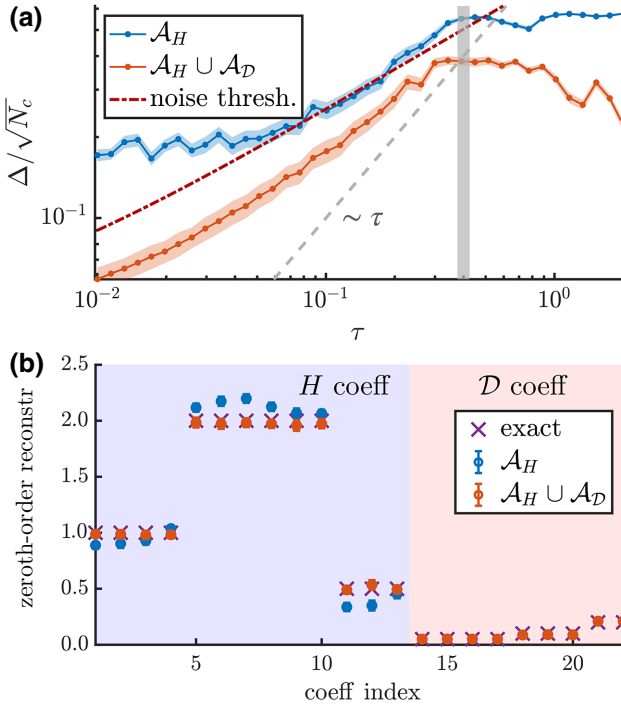 (a)
𝒜_H
𝒜_H ∪ 𝒜_𝒟
noise thresh.
Δ/√N_c
10^{-1}
~ τ
10^{-2} 10^{-1} 10^{0}
τ
(b)
2.5
2.0
1.5
1.0
0.5
0.0
zeroth-order reconstr
H coeff
𝒟 coeff
exact
𝒜_H
𝒜_H ∪ 𝒜_𝒟
5 10 15 20
coeff index